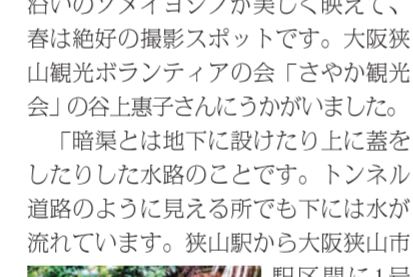 沿いのソメイヨシノが美しく映えて、
春は絶好の撮影スポットです。大阪狭
山観光ボランティアの会「さやか観光
会」の谷上惠子さんにうかがいました。
「暗渠とは地下に設けたり上に蓋を
したりした水路のことです。トンネル
道路のように見える所でも下には水が
流れています。狭山駅から大阪狭山市
駅区間に1号